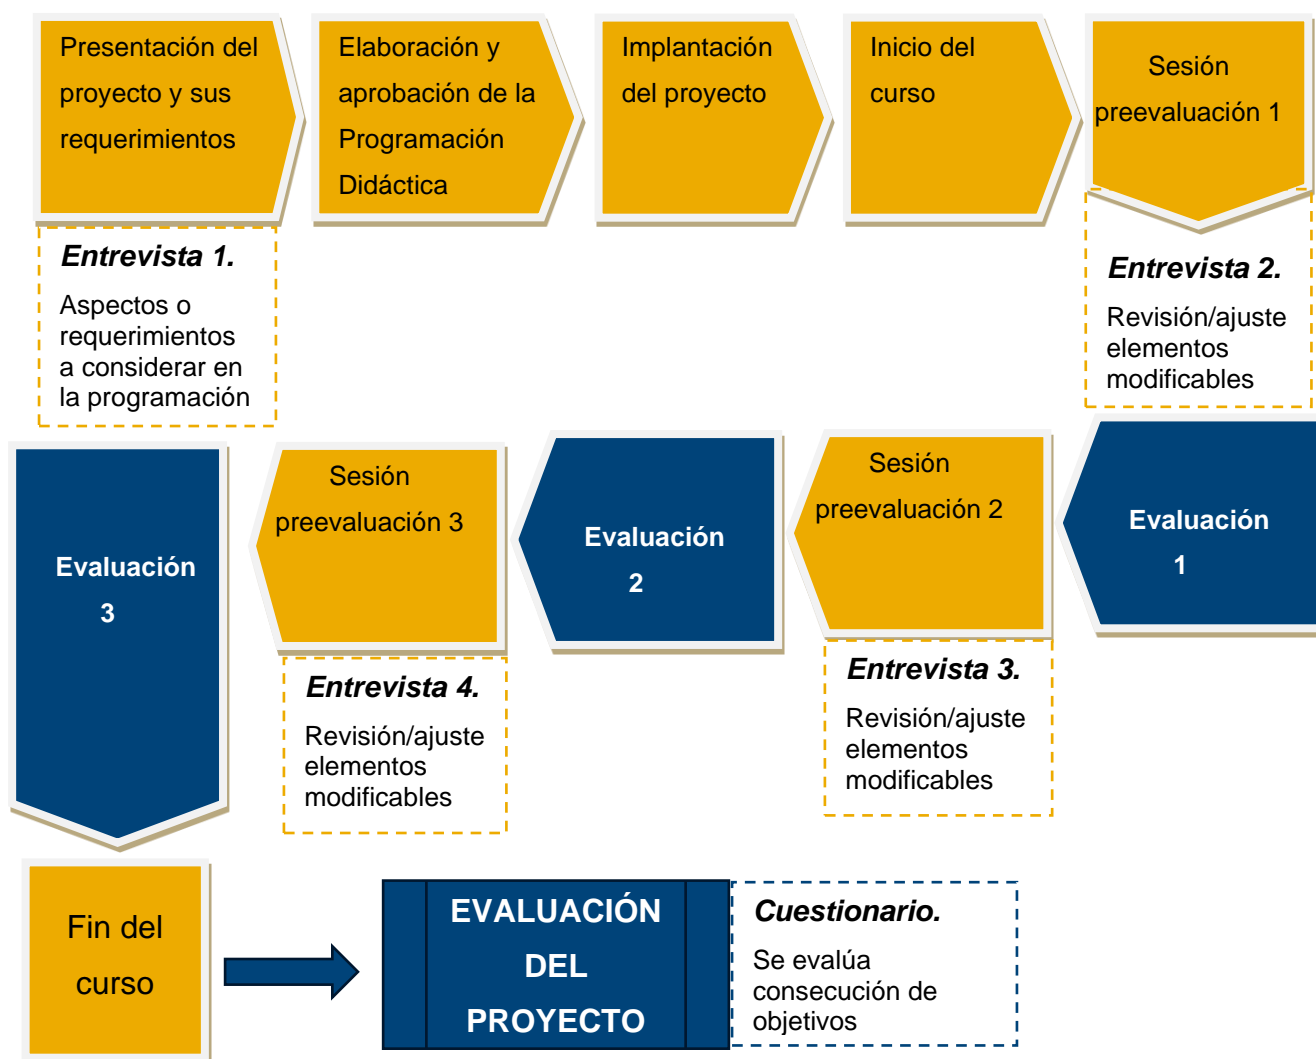 Presentación del
proyecto y sus
requerimientos
Elaboración y
aprobación de la
Programación
Didáctica
Implantación
del proyecto
Inicio del
curso
Sesión
preevaluación 1
Entrevista 1.
Aspectos o
requerimientos
a considerar en
la programación
Entrevista 2.
Revisión/ajuste
elementos
modificables
Evaluación
1
Sesión
preevaluación 2
Entrevista 3.
Revisión/ajuste
elementos
modificables
Evaluación
2
Sesión
preevaluación 3
Entrevista 4.
Revisión/ajuste
elementos
modificables
Evaluación
3
Fin del
curso
EVALUACIÓN
DEL
PROYECTO
Cuestionario.
Se evalúa
consecución de
objetivos